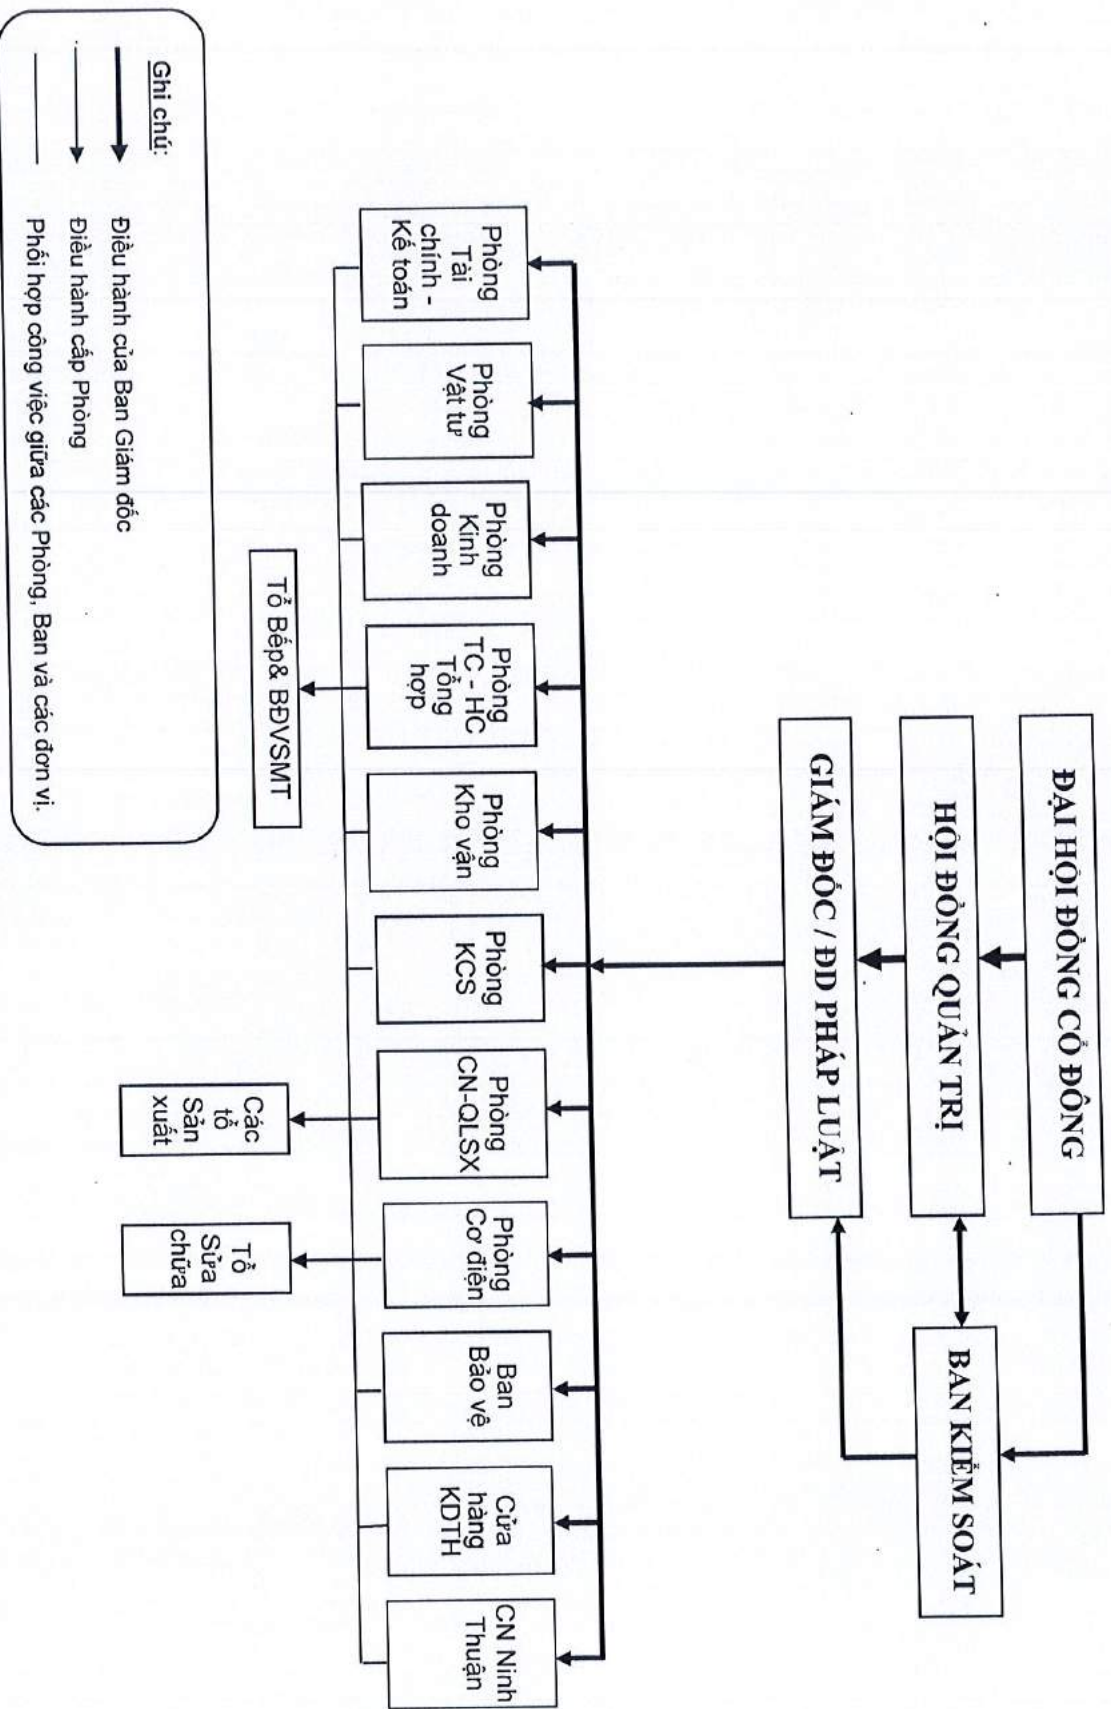 ĐẠI HỘI ĐỒNG CỔ ĐÔNG
HỘI ĐỒNG QUẢN TRỊ
BAN KIỂM SOÁT
GIÁM ĐỐC / ĐD PHÁP LUẬT
Phòng
Tài
chính -
Kế toán
Phòng
Vật tư
Phòng
Kinh
doanh
Phòng
TC - HC
Tổng
hợp
Phòng
Kho vận
Phòng
KCS
Phòng
CN-QLSX
Phòng
Cơ điện
Ban
Bảo vệ
Cửa
hàng
KDTH
CN Ninh
Thuận
Tổ Bếp& BĐVSMT
Các
tổ
Sản
xuất
Tổ
Sửa
chữa
Ghi chú:
Điều hành của Ban Giám đốc
Điều hành cấp Phòng
Phối hợp công việc giữa các Phòng, Ban và các đơn vị.